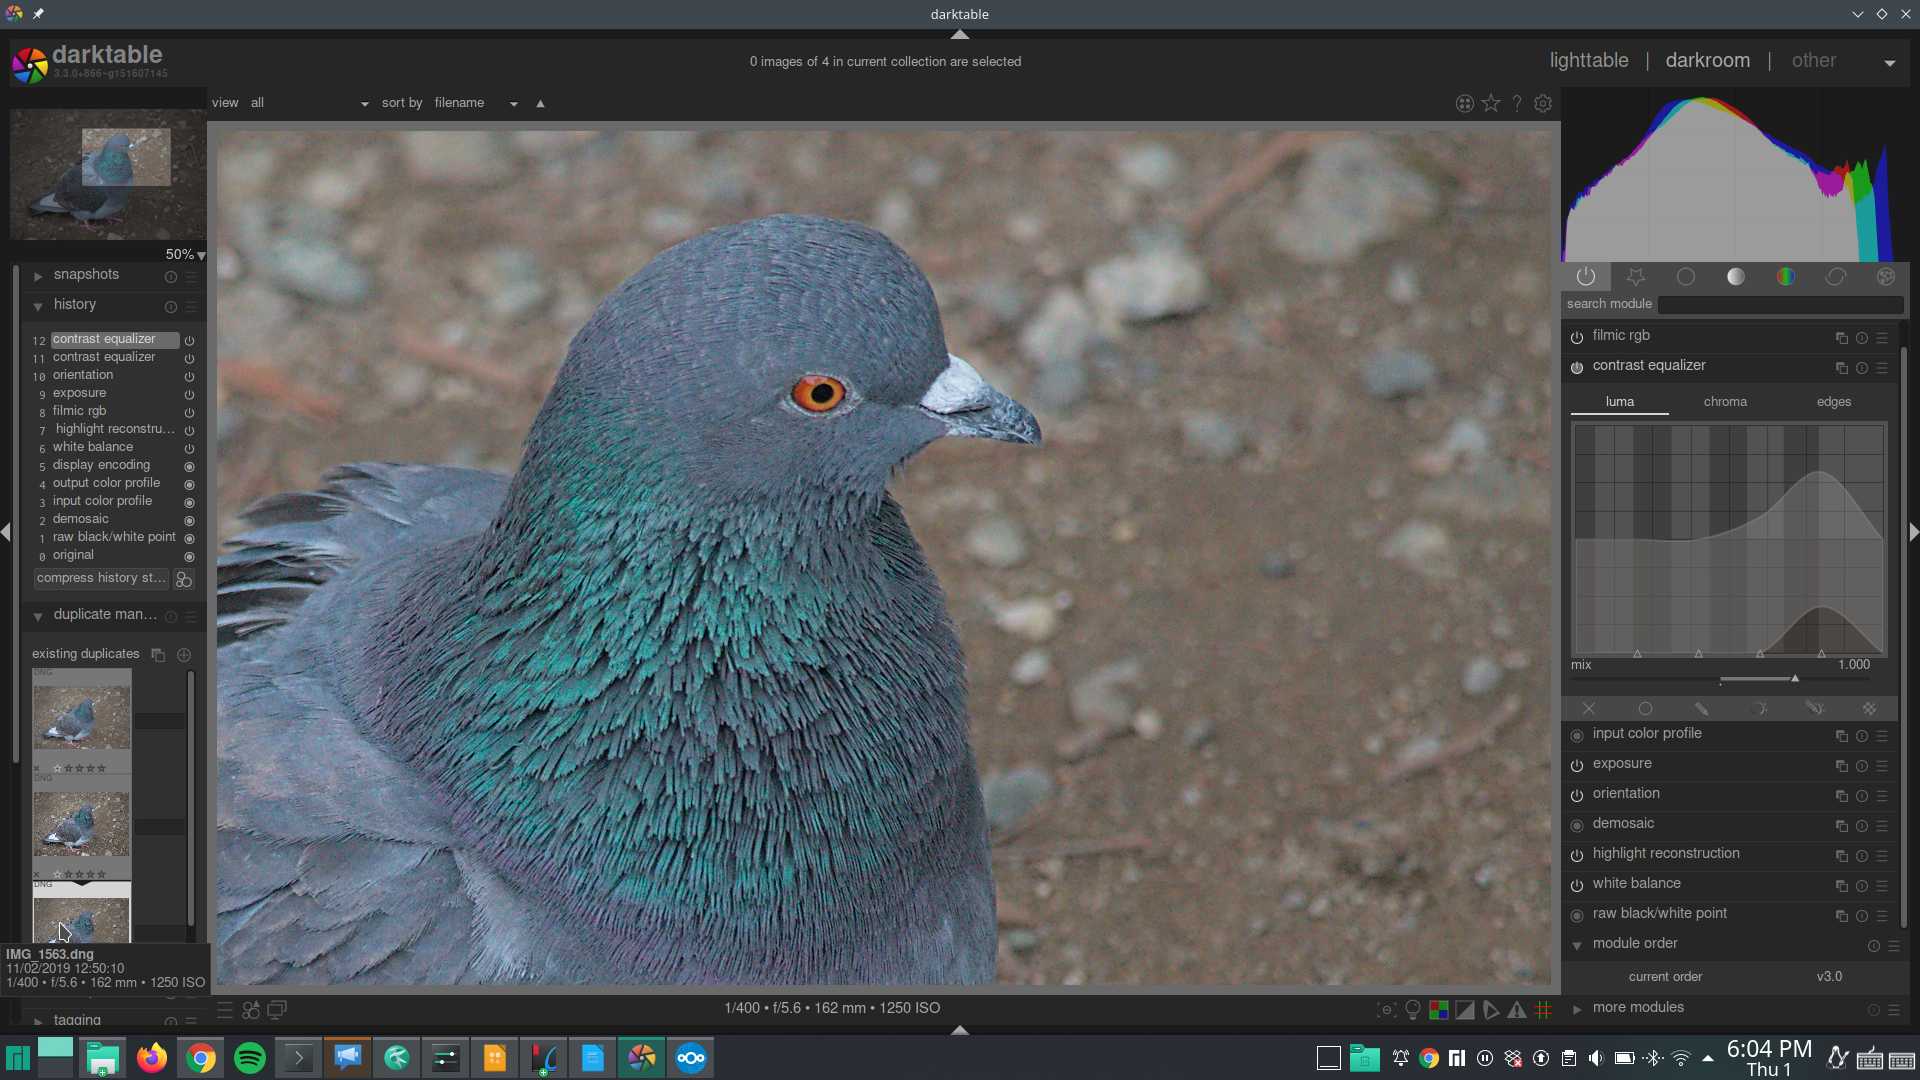 darktable
darktable
3.3.0+866~g151607145
0 images of 4 in current collection are selected
lighttable | darkroom | other
view all sort by filename
?
50%
snapshots
history
12 contrast equalizer
11 contrast equalizer
10 orientation
9 exposure
8 filmic rgb
7 highlight reconstru...
6 white balance
5 display encoding
4 output color profile
3 input color profile
2 demosaic
1 raw black/white point
0 original
compress history st...
duplicate man...
existing duplicates
DNG
DNG
DNG
IMG_1563.dng
11/02/2019 12:50:10
1/400 • f/5.6 • 162 mm • 1250 ISO
tagging
1/400 • f/5.6 • 162 mm • 1250 ISO
search module
filmic rgb
contrast equalizer
luma chroma edges
mix 1.000
input color profile
exposure
orientation
demosaic
highlight reconstruction
white balance
raw black/white point
module order
current order v3.0
more modules
6:04 PM
Thu 1